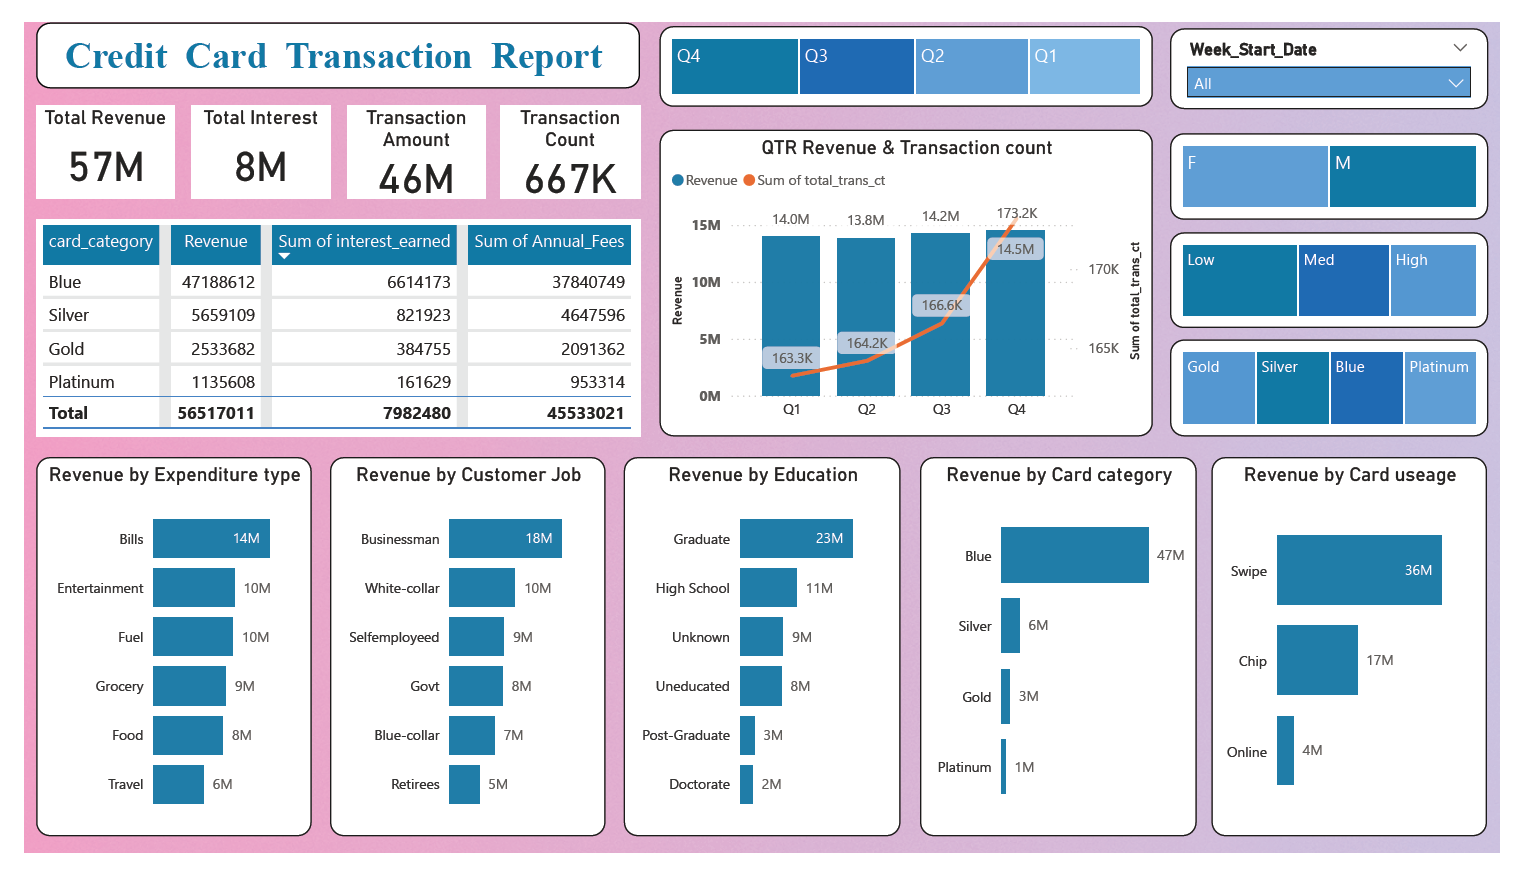 Credit Card Transaction Report
Q4
Q3
Q2
Q1
Week_Start_Date
All
Total Revenue
57M
Total Interest
8M
Transaction
Amount
46M
Transaction
Count
667K
F
M
QTR Revenue & Transaction count
Revenue
Sum of total_trans_ct
Revenue
15M
10M
5M
0M
14.0M
13.8M
14.2M
173.2K
14.5M
166.6K
164.2K
163.3K
Q1
Q2
Q3
Q4
170K
165K
Sum of total_trans_ct
card_category Revenue Sum of interest_earned Sum of Annual_Fees
Blue 47188612 6614173 37840749
Silver 5659109 821923 4647596
Gold 2533682 384755 2091362
Platinum 1135608 161629 953314
Total 56517011 7982480 45533021
Low
Med
High
Gold
Silver
Blue
Platinum
Revenue by Expenditure type
Bills 14M
Entertainment 10M
Fuel 10M
Grocery 9M
Food 8M
Travel 6M
Revenue by Customer Job
Businessman 18M
White-collar 10M
Selfemployeed 9M
Govt 8M
Blue-collar 7M
Retirees 5M
Revenue by Education
Graduate 23M
High School 11M
Unknown 9M
Uneducated 8M
Post-Graduate 3M
Doctorate 2M
Revenue by Card category
Blue 47M
Silver 6M
Gold 3M
Platinum 1M
Revenue by Card useage
Swipe 36M
Chip 17M
Online 4M